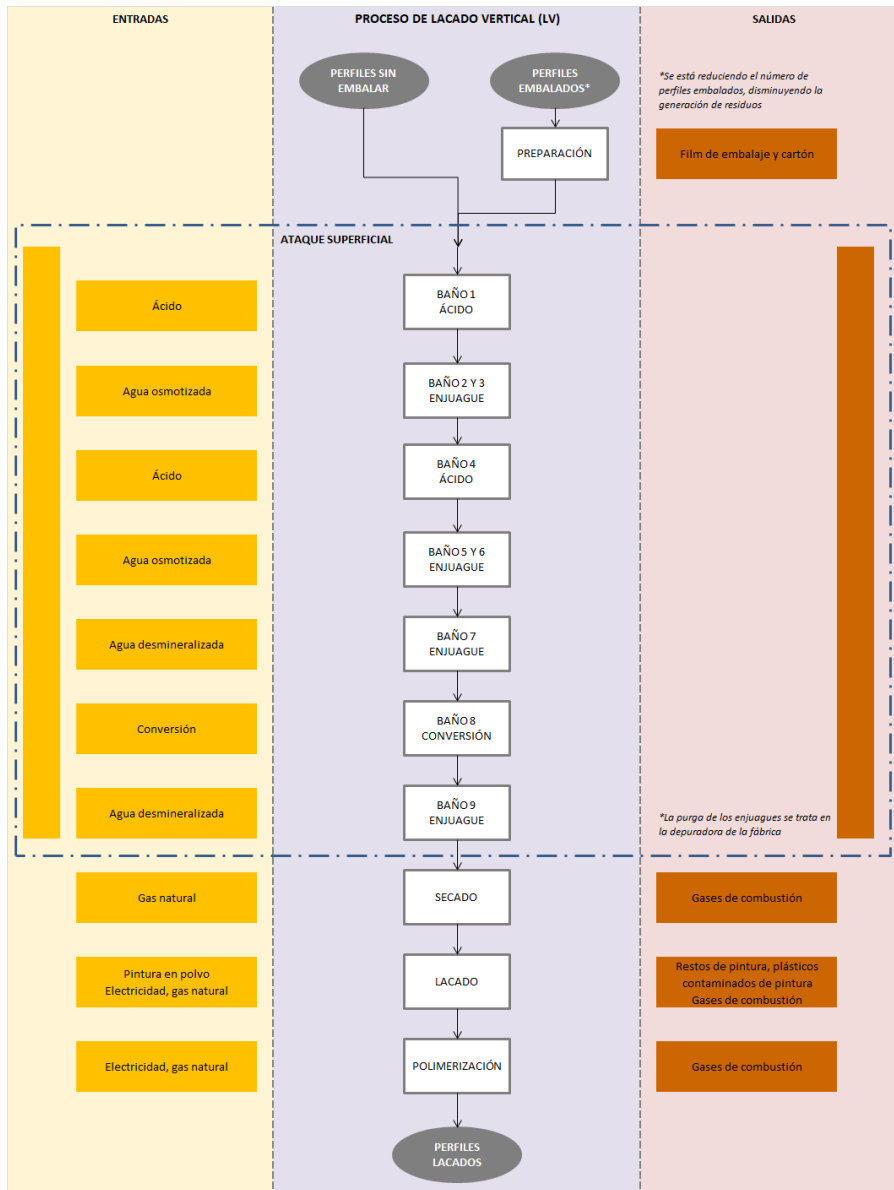 ENTRADAS
PROCESO DE LACADO VERTICAL (LV)
SALIDAS
PERFILES SIN
EMBALAR
PERFILES
EMBALADOS*
*Se está reduciendo el número de
perfiles embalados, disminuyendo la
generación de residuos
PREPARACIÓN
Film de embalaje y cartón
ATAQUE SUPERFICIAL
Ácido
BAÑO 1
ÁCIDO
Agua osmotizada
BAÑO 2 Y 3
ENJUAGUE
Ácido
BAÑO 4
ÁCIDO
Agua osmotizada
BAÑO 5 Y 6
ENJUAGUE
Agua desmineralizada
BAÑO 7
ENJUAGUE
Conversión
BAÑO 8
CONVERSIÓN
Agua desmineralizada
BAÑO 9
ENJUAGUE
*La purga de los enjuagues se trata en
la depuradora de la fábrica
Gas natural
SECADO
Gases de combustión
Pintura en polvo
Electricidad, gas natural
LACADO
Restos de pintura, plásticos
contaminados de pintura
Gases de combustión
Electricidad, gas natural
POLIMERIZACIÓN
Gases de combustión
PERFILES
LACADOS